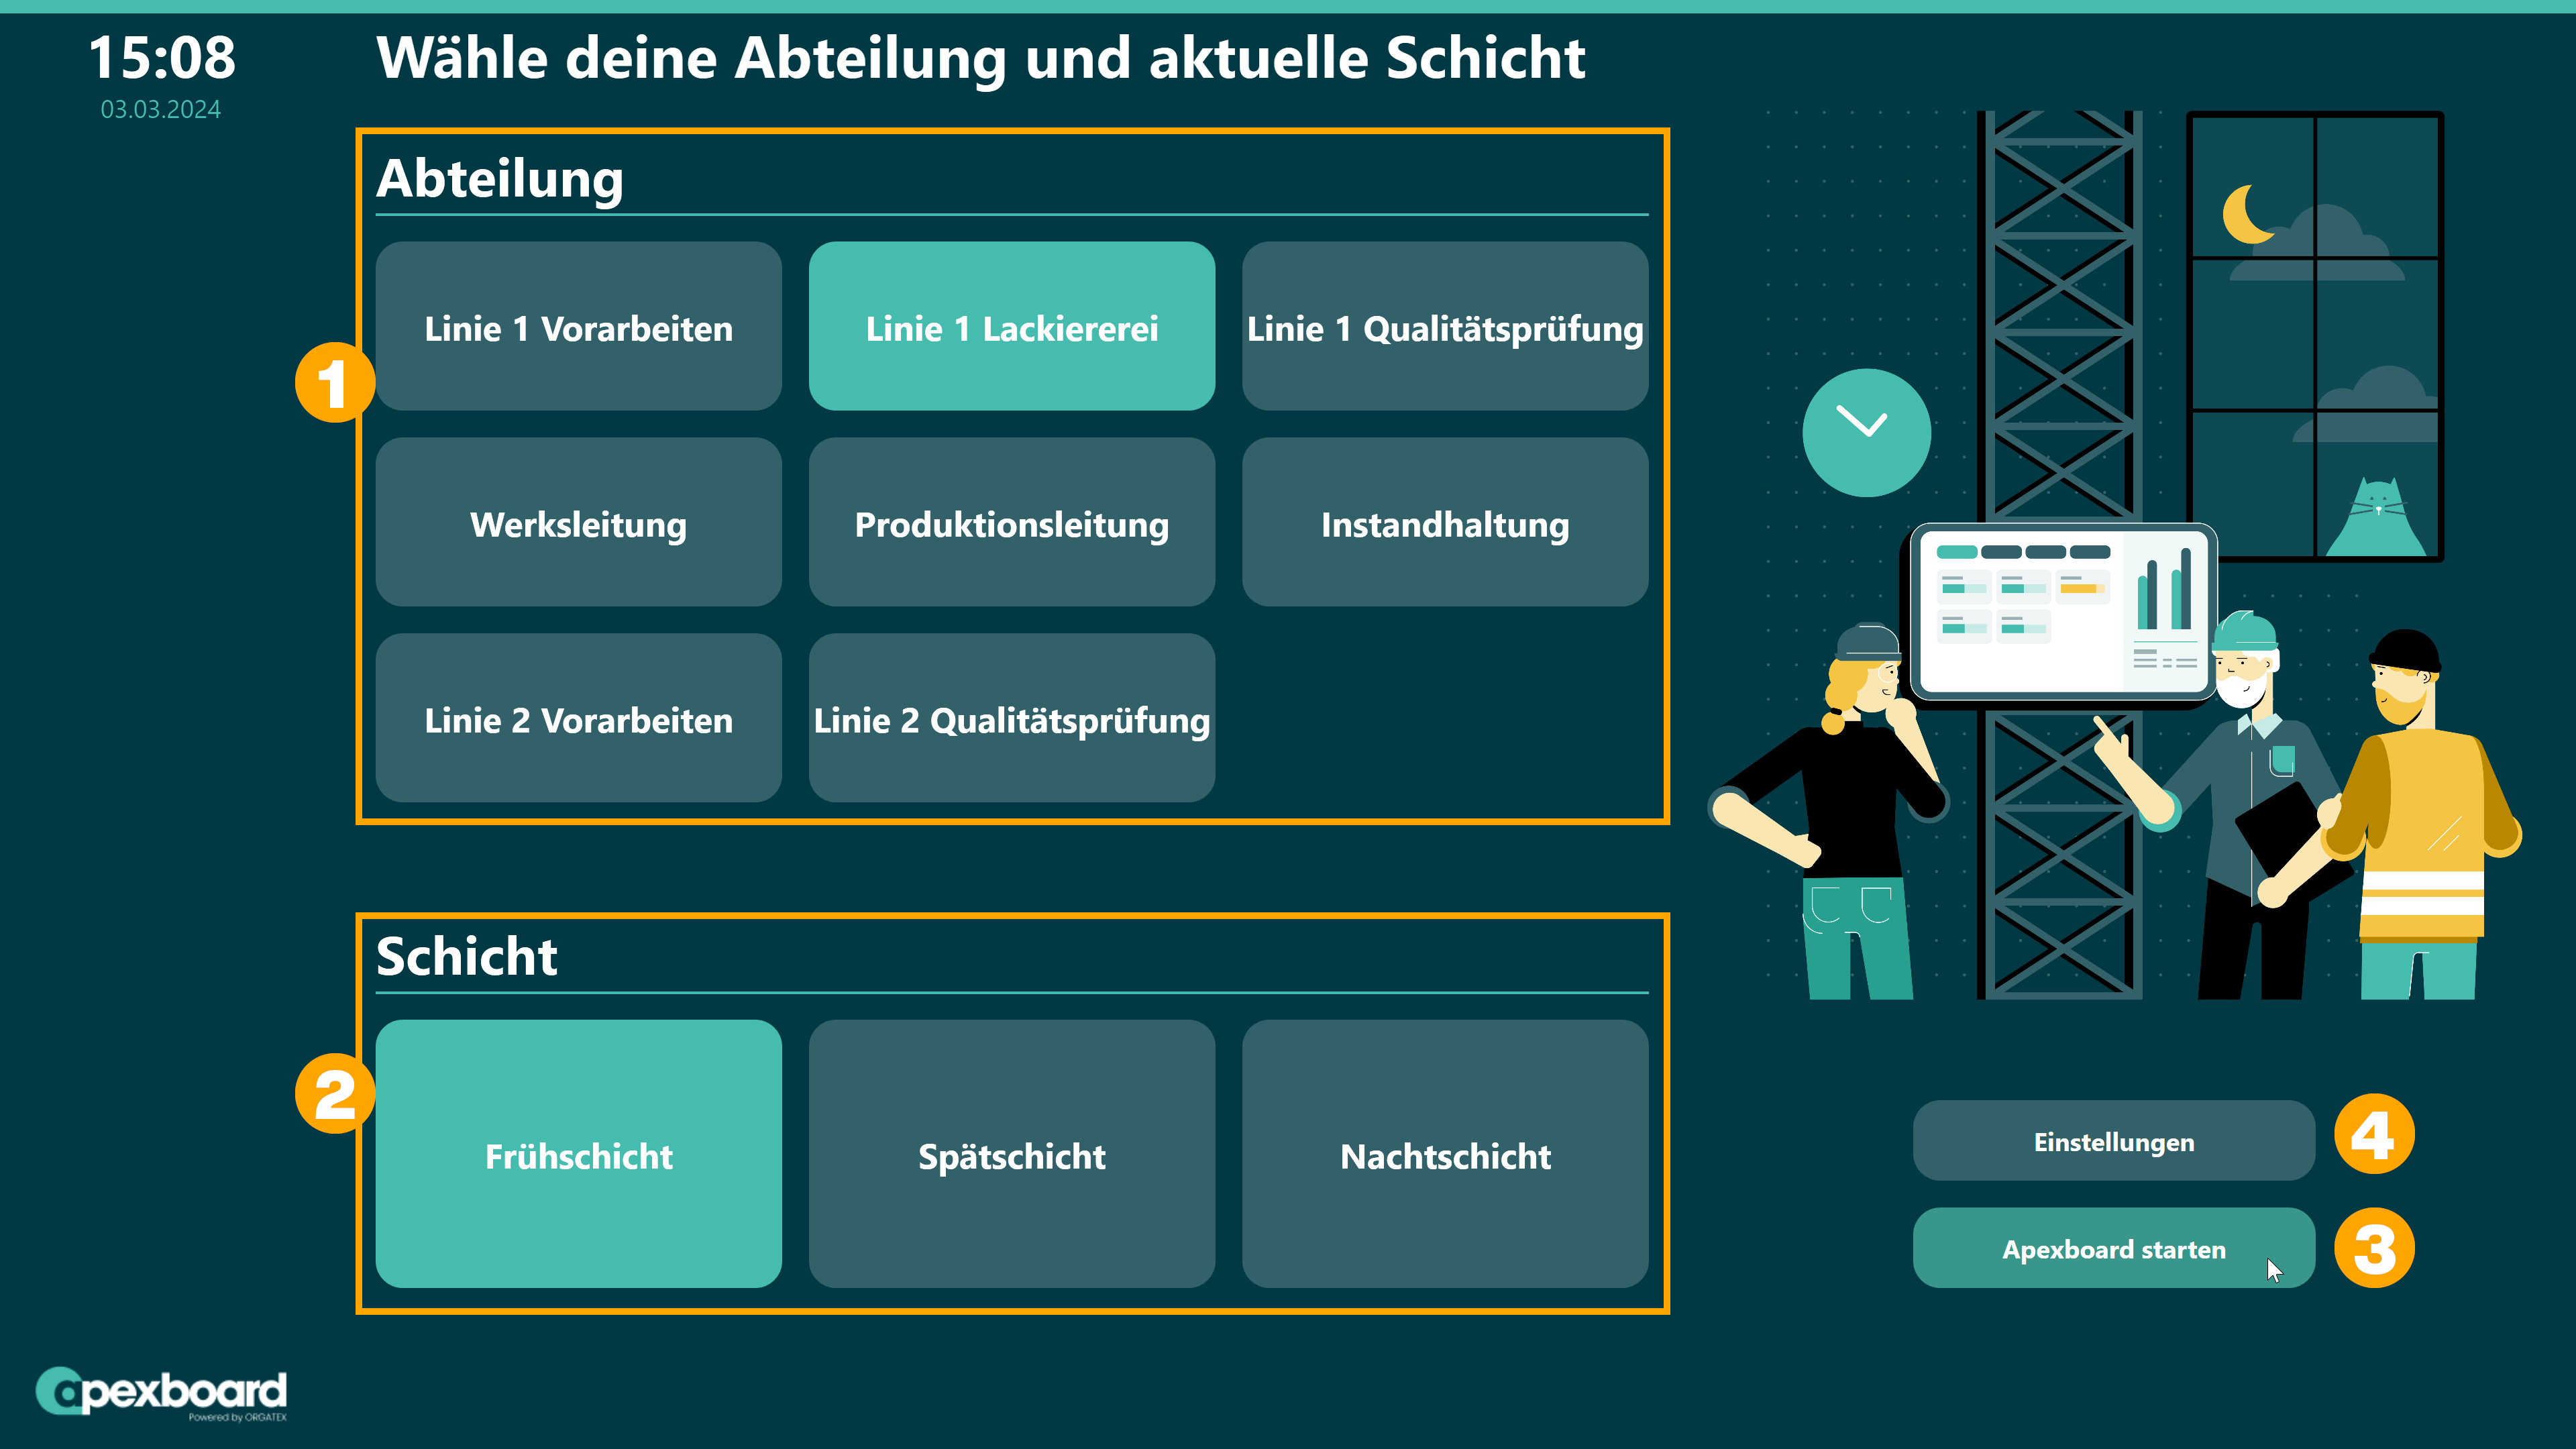 15:08
03.03.2024
Wähle deine Abteilung und aktuelle Schicht
Abteilung
Linie 1 Vorarbeiten
Linie 1 Lackiererei
Linie 1 Qualitätsprüfung
1
Werksleitung
Produktionsleitung
Instandhaltung
Linie 2 Vorarbeiten
Linie 2 Qualitätsprüfung
Schicht
2
Frühschicht
Spätschicht
Nachtschicht
Einstellungen
4
Apexboard starten
3
apexboard
Powered by ORGATEX